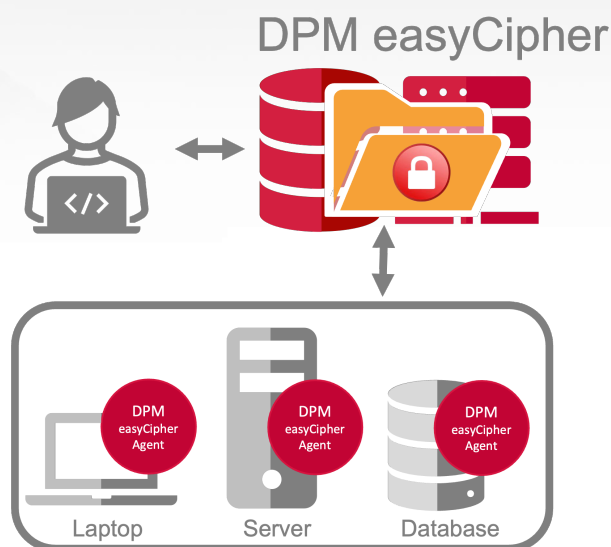 DPM easyCipher
</>
DPM
easyCipher
Agent
DPM
easyCipher
Agent
DPM
easyCipher
Agent
Laptop
Server
Database